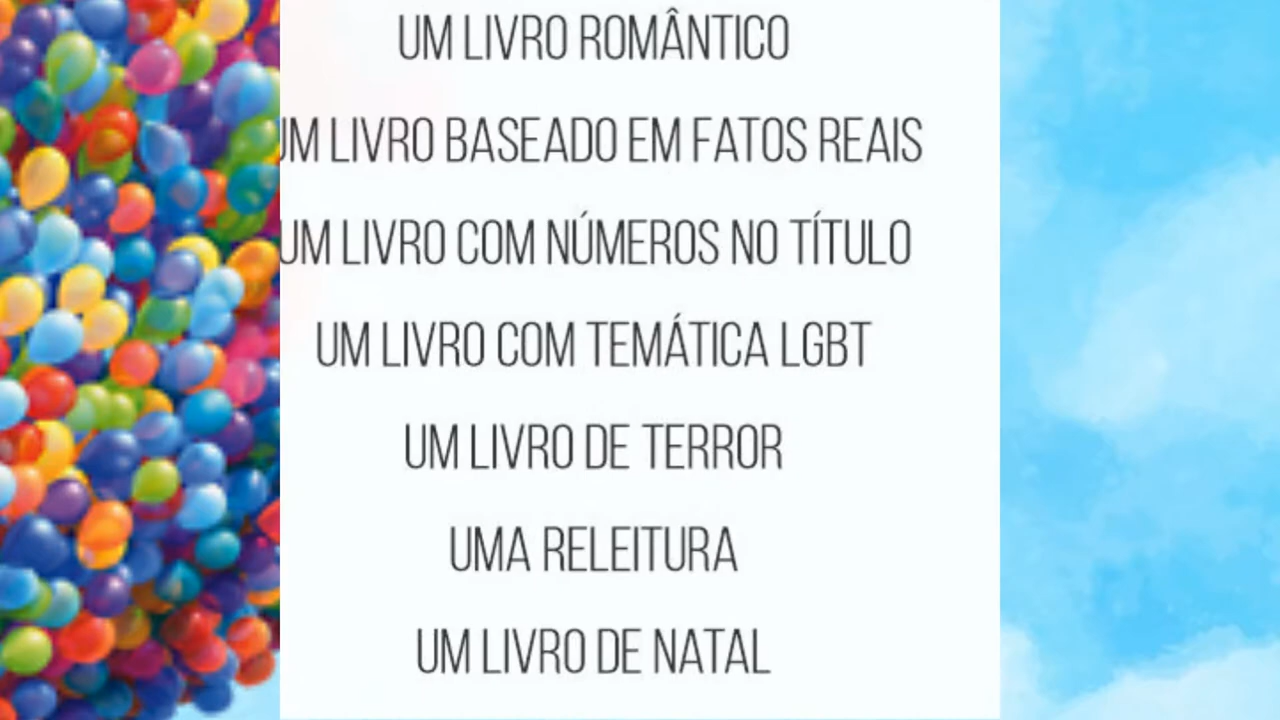 UM LIVRO ROMÂNTICO
UM LIVRO BASEADO EM FATOS REAIS
UM LIVRO COM NÚMEROS NO TÍTULO
UM LIVRO COM TEMÁTICA LGBT
UM LIVRO DE TERROR
UMA RELEITURA
UM LIVRO DE NATAL